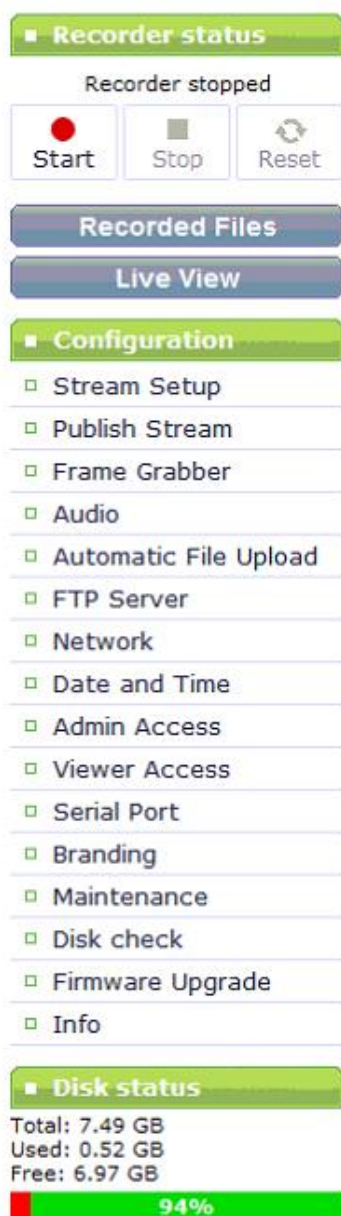 Recorder status
Recorder stopped
Start Stop Reset
Recorded Files
Live View
Configuration
Stream Setup
Publish Stream
Frame Grabber
Audio
Automatic File Upload
FTP Server
Network
Date and Time
Admin Access
Viewer Access
Serial Port
Branding
Maintenance
Disk check
Firmware Upgrade
Info
Disk status
Total: 7.49 GB
Used: 0.52 GB
Free: 6.97 GB
94%